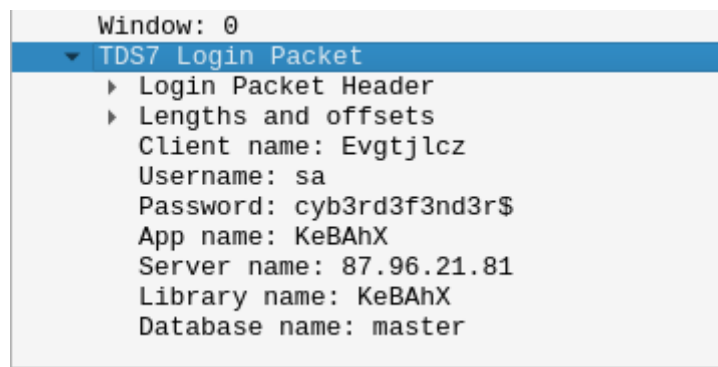 Window: 0
TDS7 Login Packet
Login Packet Header
Lengths and offsets
Client name: Evgtjlcz
Username: sa
Password: cyb3rd3f3nd3r$
App name: KeBAhX
Server name: 87.96.21.81
Library name: KeBAhX
Database name: master